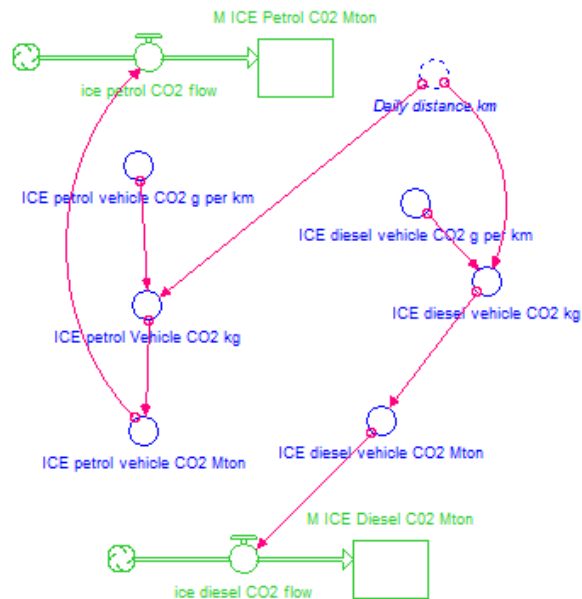 M ICE Petrol C02 Mton
ice petrol CO2 flow
Daily distance km
ICE petrol vehicle CO2 g per km
ICE diesel vehicle CO2 g per km
ICE petrol Vehicle CO2 kg
ICE diesel vehicle CO2 kg
ICE petrol vehicle CO2 Mton
ICE diesel vehicle CO2 Mton
M ICE Diesel C02 Mton
ice diesel CO2 flow